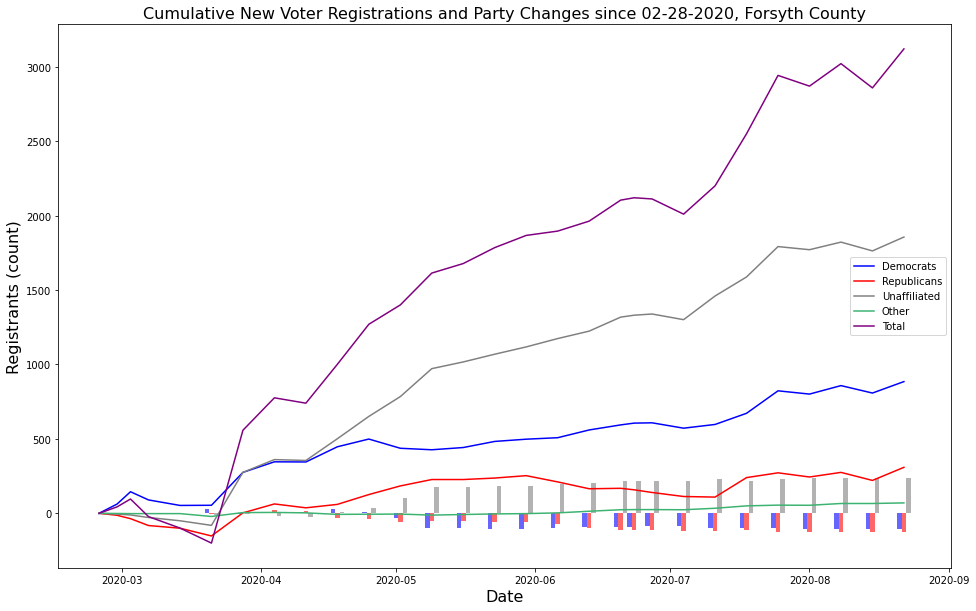 Cumulative New Voter Registrations and Party Changes since 02-28-2020, Forsyth County
Registrants (count)
3000
2500
2000
1500
1000
500
0
Democrats
Republicans
Unaffiliated
Other
Total
2020-03
2020-04
2020-05
2020-06
2020-07
2020-08
2020-09
Date